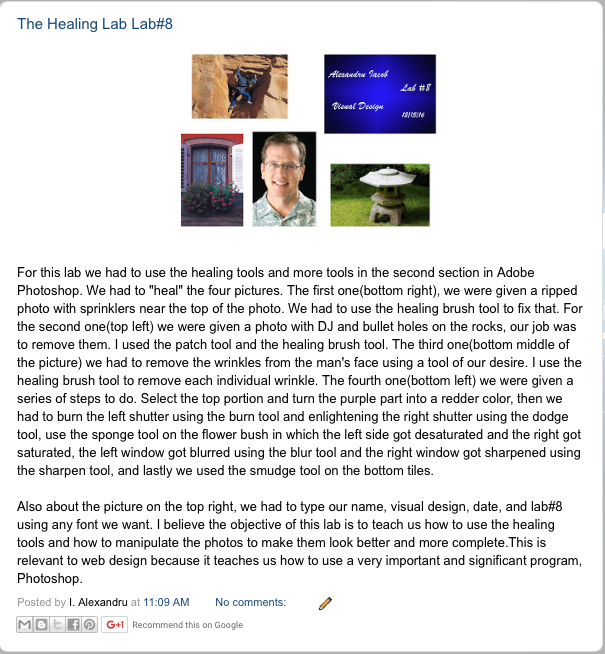 The Healing Lab Lab#8
Alexandru Iacob
Lab #8
Visual Design
12/15/16
For this lab we had to use the healing tools and more tools in the second section in Adobe
Photoshop. We had to "heal" the four pictures. The first one(bottom right), we were given a ripped
photo with sprinklers near the top of the photo. We had to use the healing brush tool to fix that. For
the second one(top left) we were given a photo with DJ and bullet holes on the rocks, our job was
to remove them. I used the patch tool and the healing brush tool. The third one(bottom middle of
the picture) we had to remove the wrinkles from the man's face using a tool of our desire. I use the
healing brush tool to remove each individual wrinkle. The fourth one(bottom left) we were given a
series of steps to do. Select the top portion and turn the purple part into a redder color, then we
had to burn the left shutter using the burn tool and enlightening the right shutter using the dodge
tool, use the sponge tool on the flower bush in which the left side got desaturated and the right got
saturated, the left window got blurred using the blur tool and the right window got sharpened using
the sharpen tool, and lastly we used the smudge tool on the bottom tiles.
Also about the picture on the top right, we had to type our name, visual design, date, and lab#8
using any font we want. I believe the objective of this lab is to teach us how to use the healing
tools and how to manipulate the photos to make them look better and more complete.This is
relevant to web design because it teaches us how to use a very important and significant program,
Photoshop.
Posted by I. Alexandru at 11:09 AM No comments:
G+1 Recommend this on Google